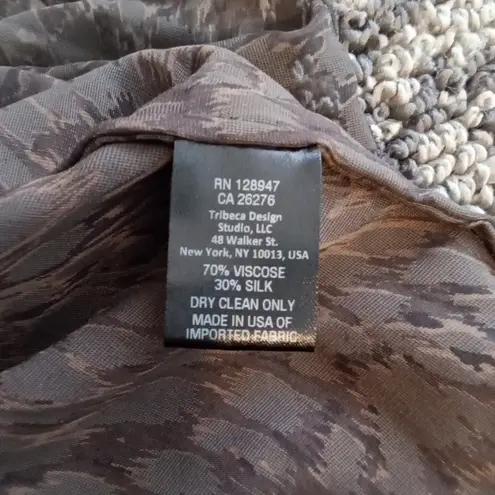 RN 128947
CA 26276
Tribeca Design
Studio, LLC
48 Walker St.
New York, NY 10013, USA
70% VISCOSE
30% SILK
DRY CLEAN ONLY
MADE IN USA OF
IMPORTED FABRIC